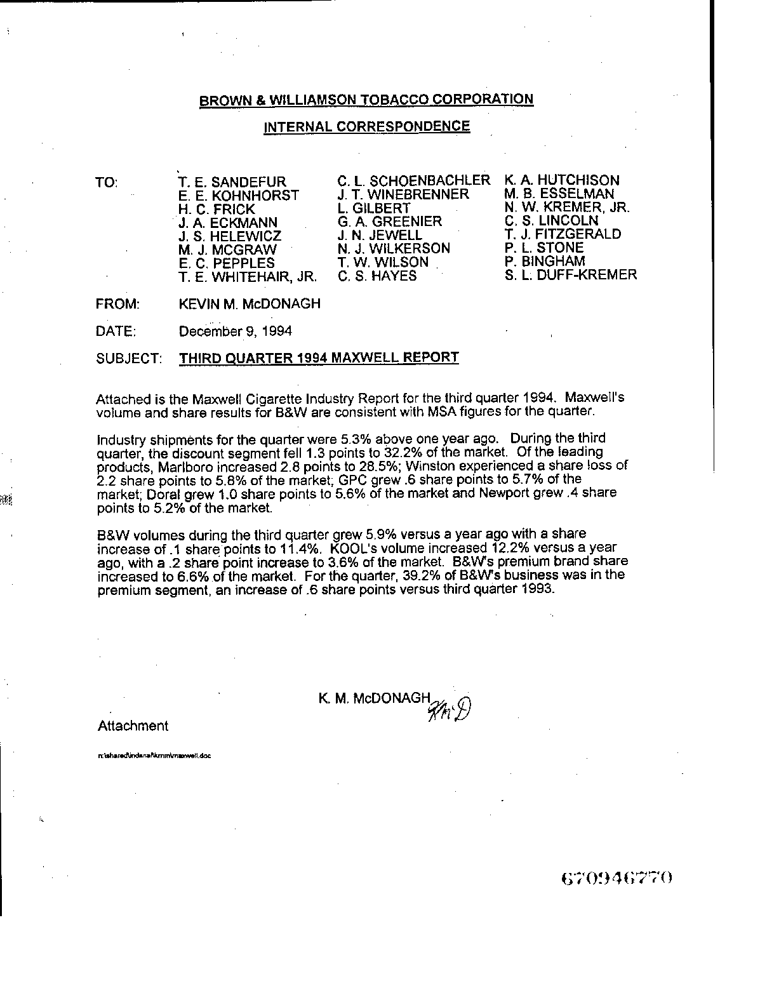 BROWN & WILLIAMSON TOBACCO CORPORATION
INTERNAL CORRESPONDENCE
TO: T. E. SANDEFUR C. L. SCHOENBACHLER K. A. HUTCHISON
E. E. KOHNHORST J. T. WINEBRENNER M. B. ESSELMAN
H. C. FRICK L. GILBERT N. W. KREMER, JR.
J. A. ECKMANN G. A. GREENIER C. S. LINCOLN
J. S. HELEWICZ J. N. JEWELL T. J. FITZGERALD
M. J. MCGRAW N. J. WILKERSON P. L. STONE
E. C. PEPPLES T. W. WILSON P. BINGHAM
T. E. WHITEHAIR, JR. C. S. HAYES S. L. DUFF-KREMER
FROM: KEVIN M. McDONAGH
DATE: December 9, 1994
SUBJECT: THIRD QUARTER 1994 MAXWELL REPORT
Attached is the Maxwell Cigarette Industry Report for the third quarter 1994. Maxwell's
volume and share results for B&W are consistent with MSA figures for the quarter.
Industry shipments for the quarter were 5.3% above one year ago. During the third
quarter, the discount segment fell 1.3 points to 32.2% of the market. Of the leading
products, Marlboro increased 2.8 points to 28.5%; Winston experienced a share loss of
2.2 share points to 5.8% of the market; GPC grew .6 share points to 5.7% of the
market; Doral grew 1.0 share points to 5.6% of the market and Newport grew .4 share
points to 5.2% of the market.
B&W volumes during the third quarter grew 5.9% versus a year ago with a share
increase of .1 share points to 11.4%. KOOL's volume increased 12.2% versus a year
ago, with a .2 share point increase to 3.6% of the market. B&W's premium brand share
increased to 6.6% of the market. For the quarter, 39.2% of B&W's business was in the
premium segment, an increase of .6 share points versus third quarter 1993.
K. M. McDONAGH
KMcD
Attachment
670946770